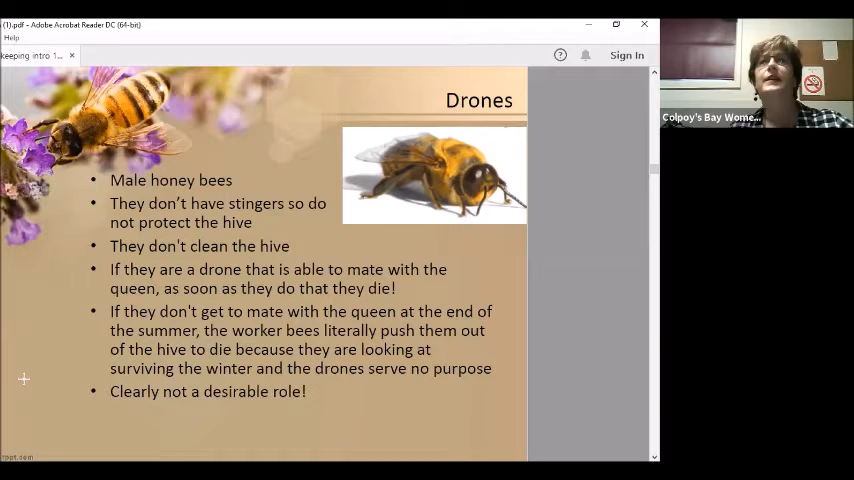 (1).pdf - Adobe Acrobat Reader DC (64-bit)
Help
keeping intro 1... ×
? Sign In
Drones
• Male honey bees
• They don’t have stingers so do
not protect the hive
• They don't clean the hive
• If they are a drone that is able to mate with the
queen, as soon as they do that they die!
• If they don't get to mate with the queen at the end of
the summer, the worker bees literally push them out
of the hive to die because they are looking at
surviving the winter and the drones serve no purpose
• Clearly not a desirable role!
Colpoy's Bay Wome...